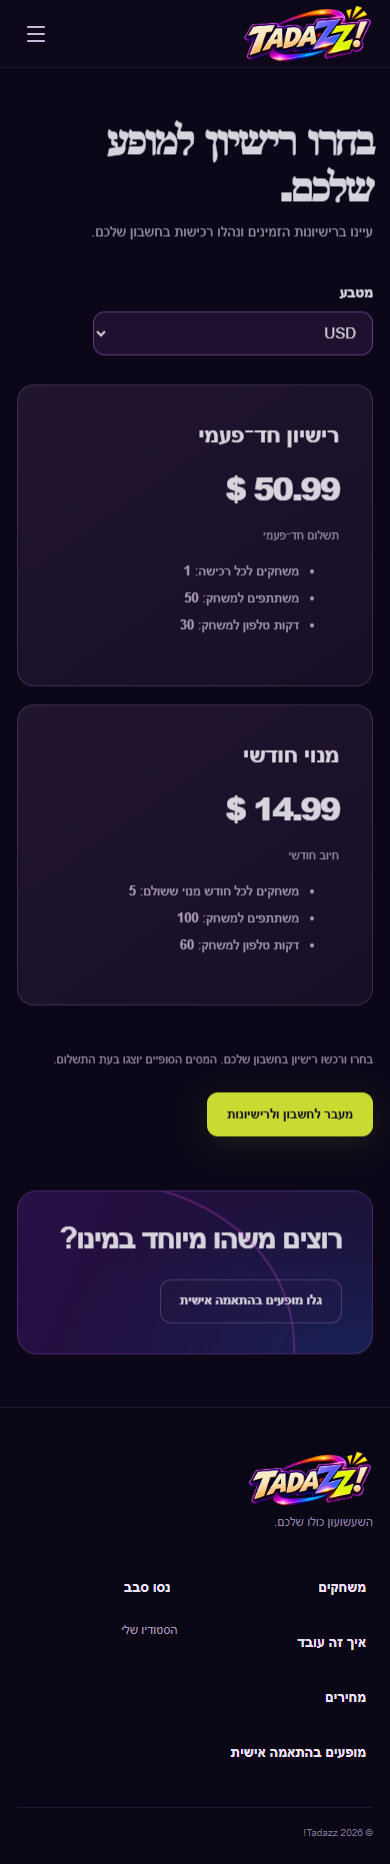 TADAZZ!
בחרו רישיון למופע
שלכם.
עיינו ברישיונות הזמינים ונהלו רכישות בחשבון שלכם.
מטבע
USD
רישיון חד־פעמי
50.99 $
תשלום חד־פעמי
משחקים לכל רכישה: 1
משתתפים למשחק: 50
דקות טלפון למשחק: 30
מנוי חודשי
14.99 $
חיוב חודשי
משחקים לכל חודש מנוי ששולם: 5
משתתפים למשחק: 100
דקות טלפון למשחק: 60
בחרו ורכשו רישיון בחשבון שלכם. המסים הסופיים יוצגו בעת התשלום.
מעבר לחשבון ולרישיונות
רוצים משהו מיוחד במינו?
גלו מופעים בהתאמה אישית
TADAZZ!
השעשועון כולו שלכם.
משחקים
נסו סבב
הסטודיו שלי
איך זה עובד
מחירים
מופעים בהתאמה אישית
© 2026 Tadazz!